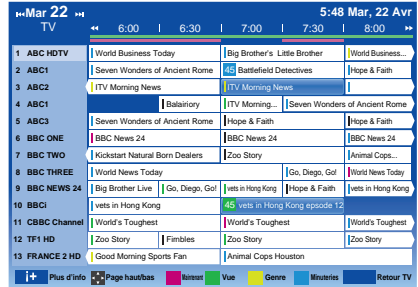 Mar 22
5:48 Mar, 22 Avr
TV
6:00 6:30 7:00 7:30 8:00
1 ABC HDTV World Business Today Big Brother's Little Brother World Business...
2 ABC1 Seven Wonders of Ancient Rome 45 Battlefield Detectives Hope & Faith
3 ABC2 ITV Morning News ITV Morning News
4 ABC1 Balairiory ITV Morning... Seven Wonders of Ancient Rome
5 ABC3 Seven Wonders of Ancient Rome Hope & Faith Hope & Faith
6 BBC ONE BBC News 24 BBC News 24 BBC News 24
7 BBC TWO Kickstart Natural Born Dealers Zoo Story Animal Cops...
8 BBC THREE World News Today Go, Diego, Go! World News Today
9 BBC NEWS 24 Big Brother Live Go, Diego, Go! vets in Hong Kong Hope & Faith vets in Hong Kong
10 BBCi vets in Hong Kong 45 vets in Hong Kong epsode 12
11 CBBC Channel World's Toughest World's Toughest World's Toughest
12 TF1 HD Zoo Story Fimbles Zoo Story Zoo Story
13 FRANCE 2 HD Good Morning Sports Fan Animal Cops Houston
i+ Plus d'info Page haut/bas Maintenant Vue Genre Minuteries Retour TV